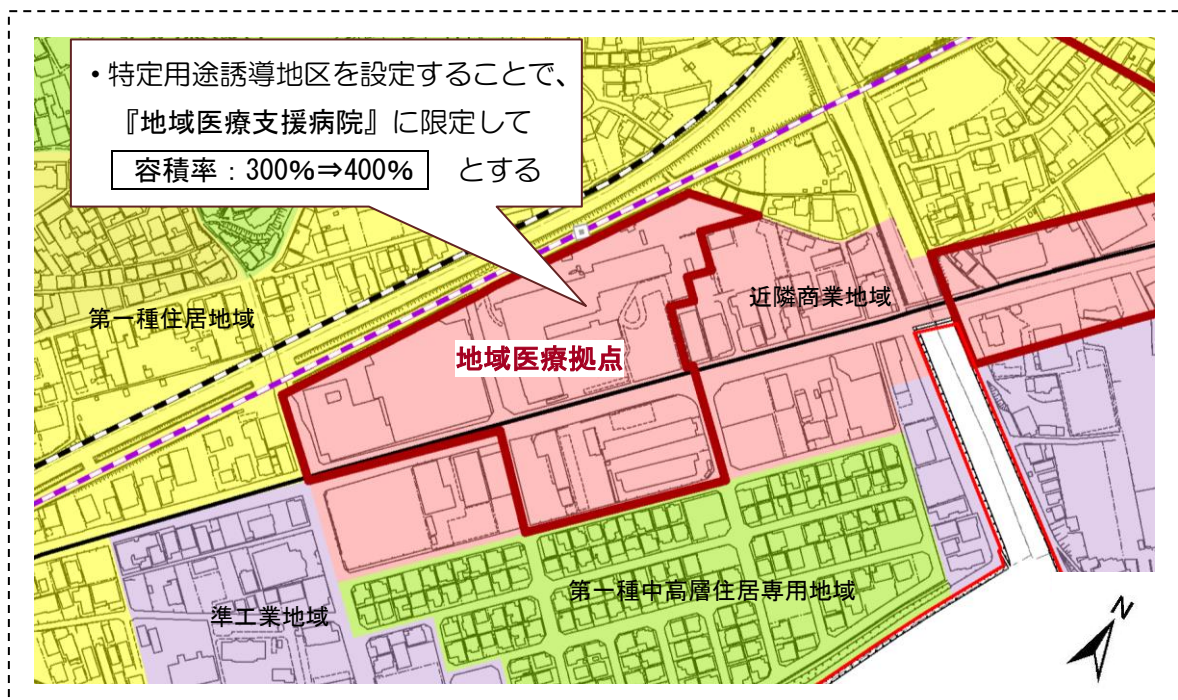 ・特定用途誘導地区を設定することで、
『地域医療支援病院』に限定して
容積率：300％⇒400％ とする
第一種住居地域
近隣商業地域
地域医療拠点
第一種中高層住居専用地域
準工業地域
N